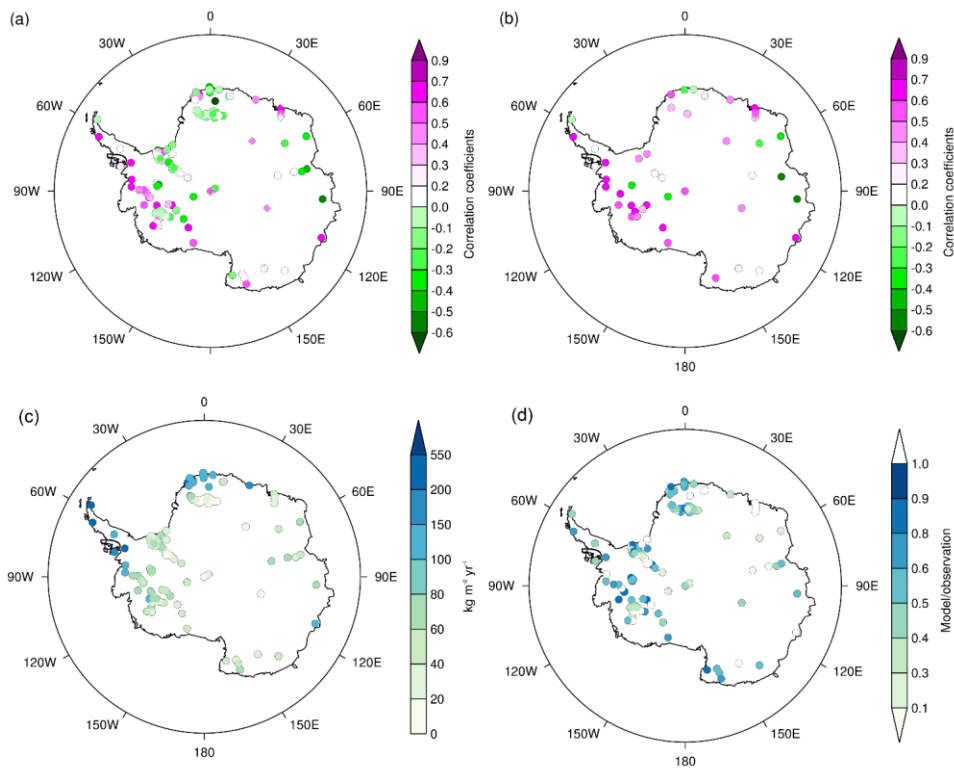 (a)
0
30W
30E
60W
60E
90W
90E
120W
120E
150W
150E
0.9
0.7
0.6
0.5
0.4
0.3
0.2
0.0
-0.1
-0.2
-0.3
-0.4
-0.5
-0.6
Correlation coefficients
(b)
0
30W
30E
60W
60E
90W
90E
120W
120E
150W
150E
180
0.9
0.7
0.6
0.5
0.4
0.3
0.2
0.0
-0.1
-0.2
-0.3
-0.4
-0.5
-0.6
Correlation coefficients
(c)
0
30W
30E
60W
60E
90W
90E
120W
120E
150W
150E
180
550
200
150
100
80
60
40
20
0
kg m⁻² yr⁻¹
(d)
0
30W
30E
60W
60E
90W
90E
120W
120E
150W
150E
180
1.0
0.9
0.8
0.6
0.5
0.4
0.3
0.1
Model/observation